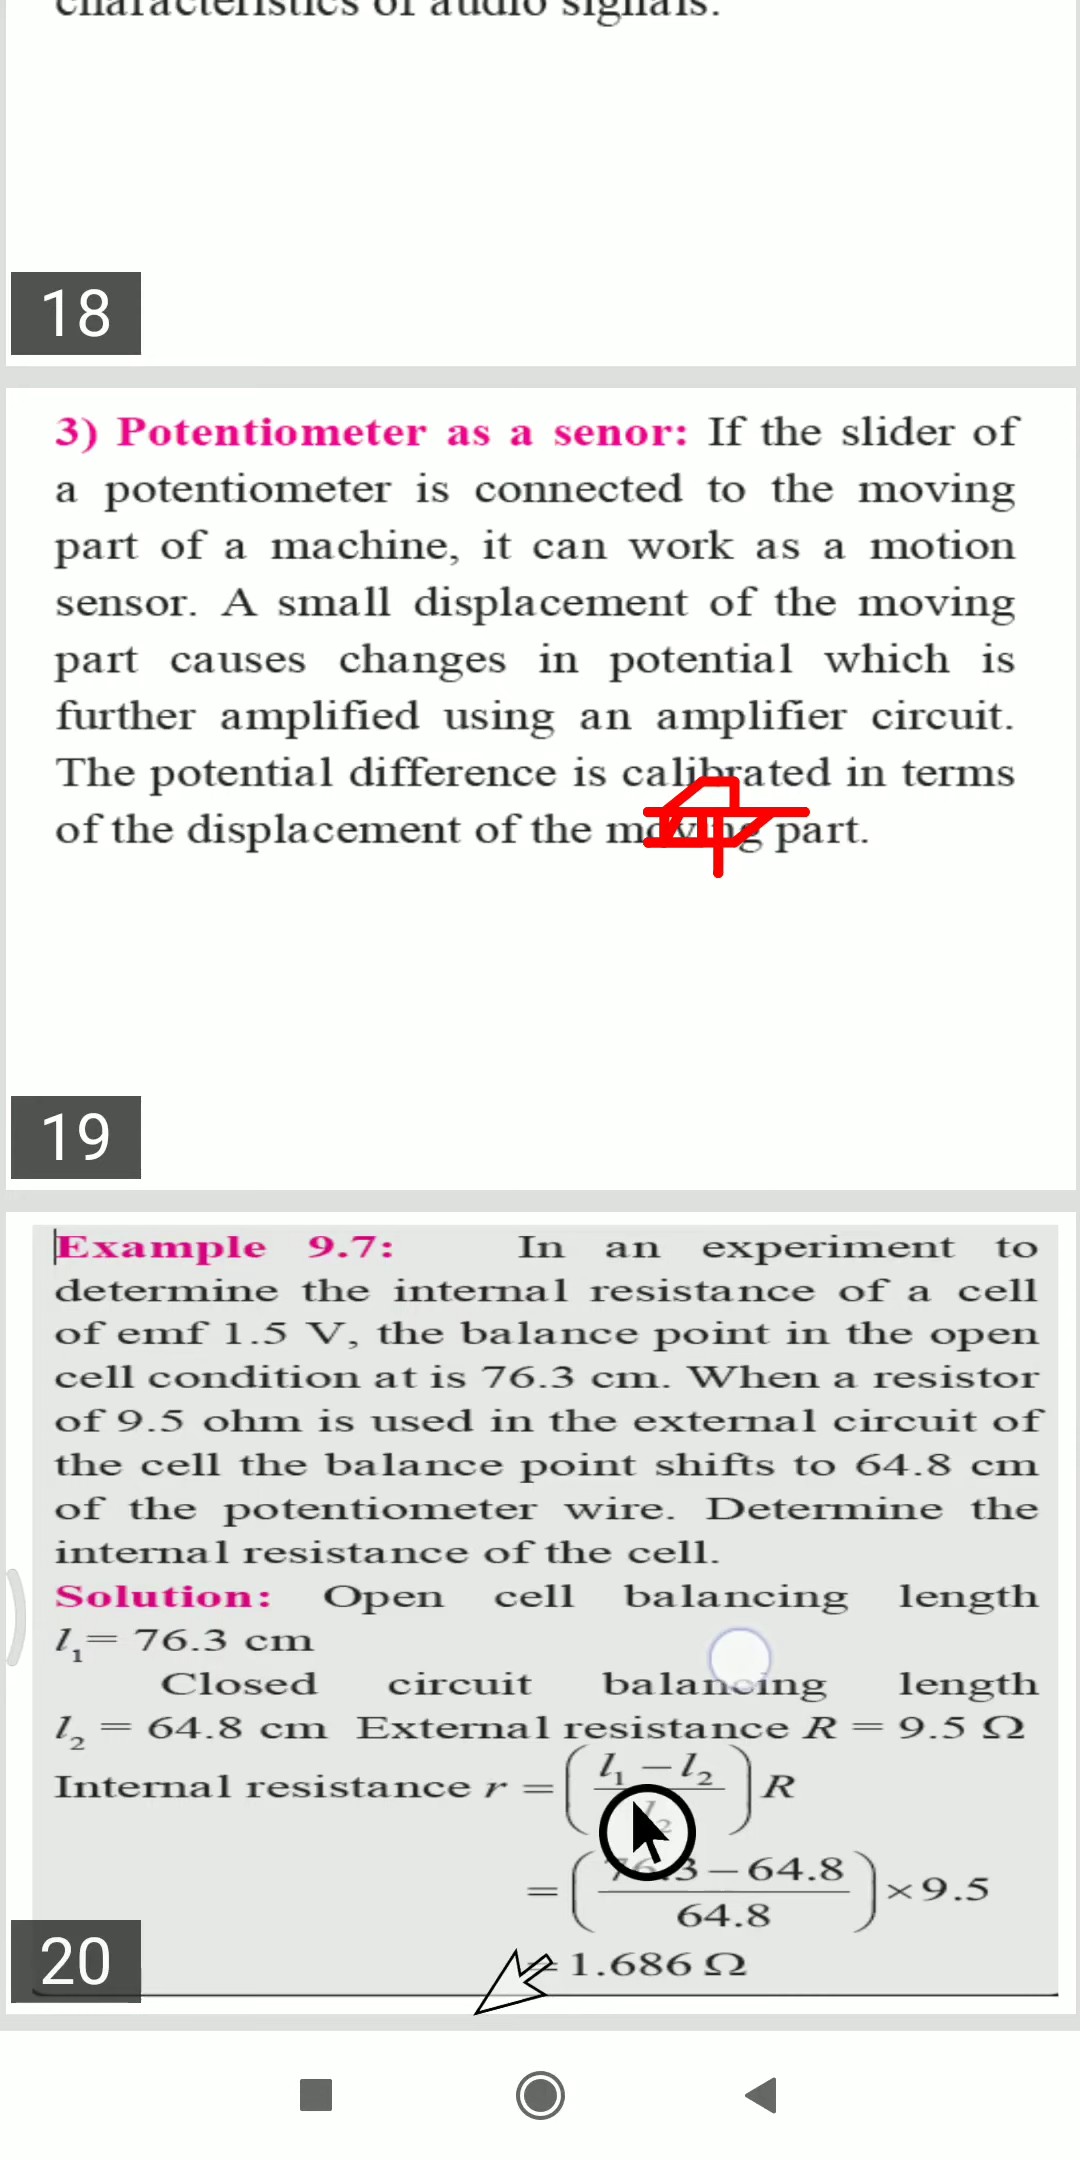 characteristics of audio signals.
18
3) Potentiometer as a senor: If the slider of
a potentiometer is connected to the moving
part of a machine, it can work as a motion
sensor. A small displacement of the moving
part causes changes in potential which is
further amplified using an amplifier circuit.
The potential difference is calibrated in terms
of the displacement of the moving part.
19
Example 9.7: In an experiment to
determine the internal resistance of a cell
of emf 1.5 V, the balance point in the open
cell condition at is 76.3 cm. When a resistor
of 9.5 ohm is used in the external circuit of
the cell the balance point shifts to 64.8 cm
of the potentiometer wire. Determine the
internal resistance of the cell.
Solution: Open cell balancing length
l₁= 76.3 cm
Closed circuit balancing length
l₂ = 64.8 cm External resistance R = 9.5 Ω
Internal resistance r = ( (l₁ − l₂) / l₂ ) R
= ( (76.3 − 64.8) / 64.8 ) × 9.5
= 1.686 Ω
20